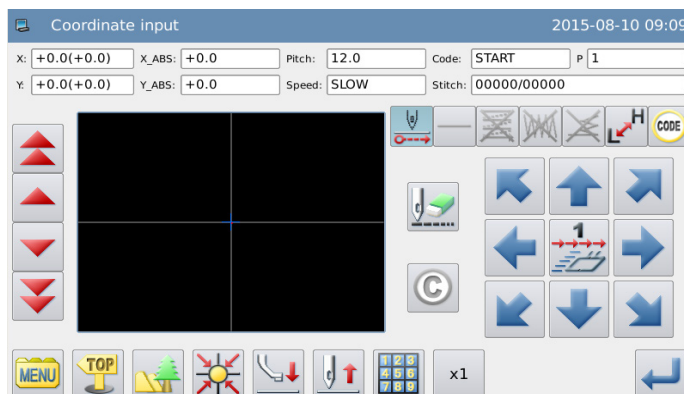 Coordinate input 2015-08-10 09:09
X: +0.0(+0.0) X_ABS: +0.0 Pitch: 12.0 Code: START P 1
Y: +0.0(+0.0) Y_ABS: +0.0 Speed: SLOW Stitch: 00000/00000
L H CODE
1
C
MENU TOP 1 2 3 x1
4 5 6
7 8 9